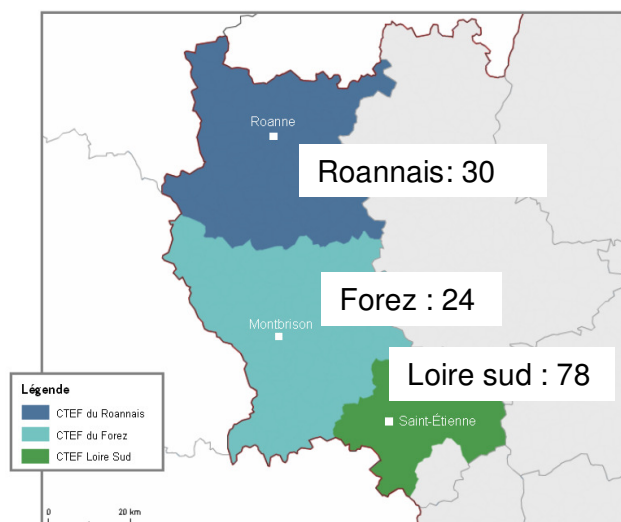 Roanne
Roannais: 30
Forez : 24
Montbrison
Loire sud : 78
Saint-Étienne
Légende
CTEF du Roannais
CTEF du Forez
CTEF Loire Sud
0 20 km